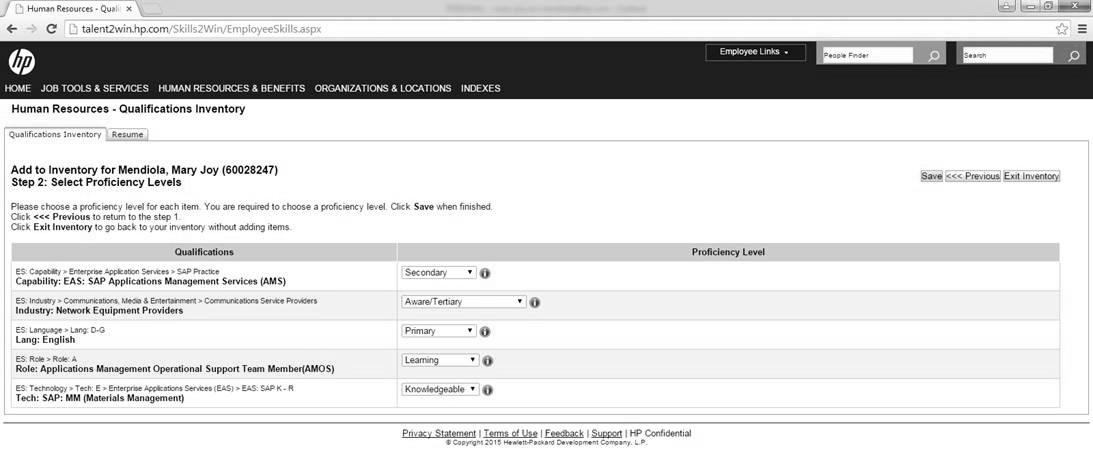 Human Resources - Quali
talent2win.hp.com/Skills2Win/EmployeeSkills.aspx
hp
Employee Links
People Finder
Search
HOME JOB TOOLS & SERVICES HUMAN RESOURCES & BENEFITS ORGANIZATIONS & LOCATIONS INDEXES
Human Resources - Qualifications Inventory
Qualifications Inventory Resume
Add to Inventory for Mendiola, Mary Joy (60028247)
Step 2: Select Proficiency Levels
Save <<< Previous Exit Inventory
Please choose a proficiency level for each item. You are required to choose a proficiency level. Click Save when finished.
Click <<< Previous to return to the step 1.
Click Exit Inventory to go back to your inventory without adding items.
Qualifications Proficiency Level
ES: Capability > Enterprise Application Services > SAP Practice
Capability: EAS: SAP Applications Management Services (AMS)
Secondary
ES: Industry > Communications, Media & Entertainment > Communications Service Providers
Industry: Network Equipment Providers
Aware/Tertiary
ES: Language > Lang: D-G
Lang: English
Primary
ES: Role > Role: A
Role: Applications Management Operational Support Team Member(AMOS)
Learning
ES: Technology > Tech: E > Enterprise Applications Services (EAS) > EAS: SAP K - R
Tech: SAP: MM (Materials Management)
Knowledgeable
Privacy Statement | Terms of Use | Feedback | Support | HP Confidential
© Copyright 2015 Hewlett-Packard Development Company, L.P.